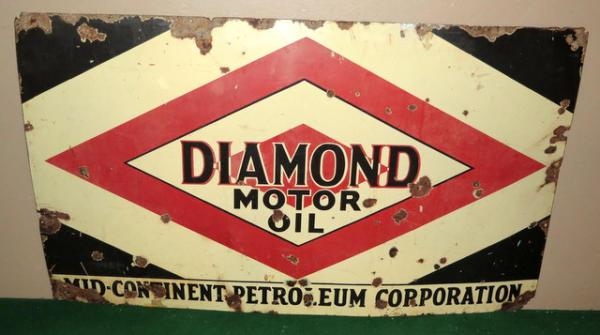 DIAMOND
MOTOR
OIL
MID-CONTINENT PETROLEUM CORPORATION